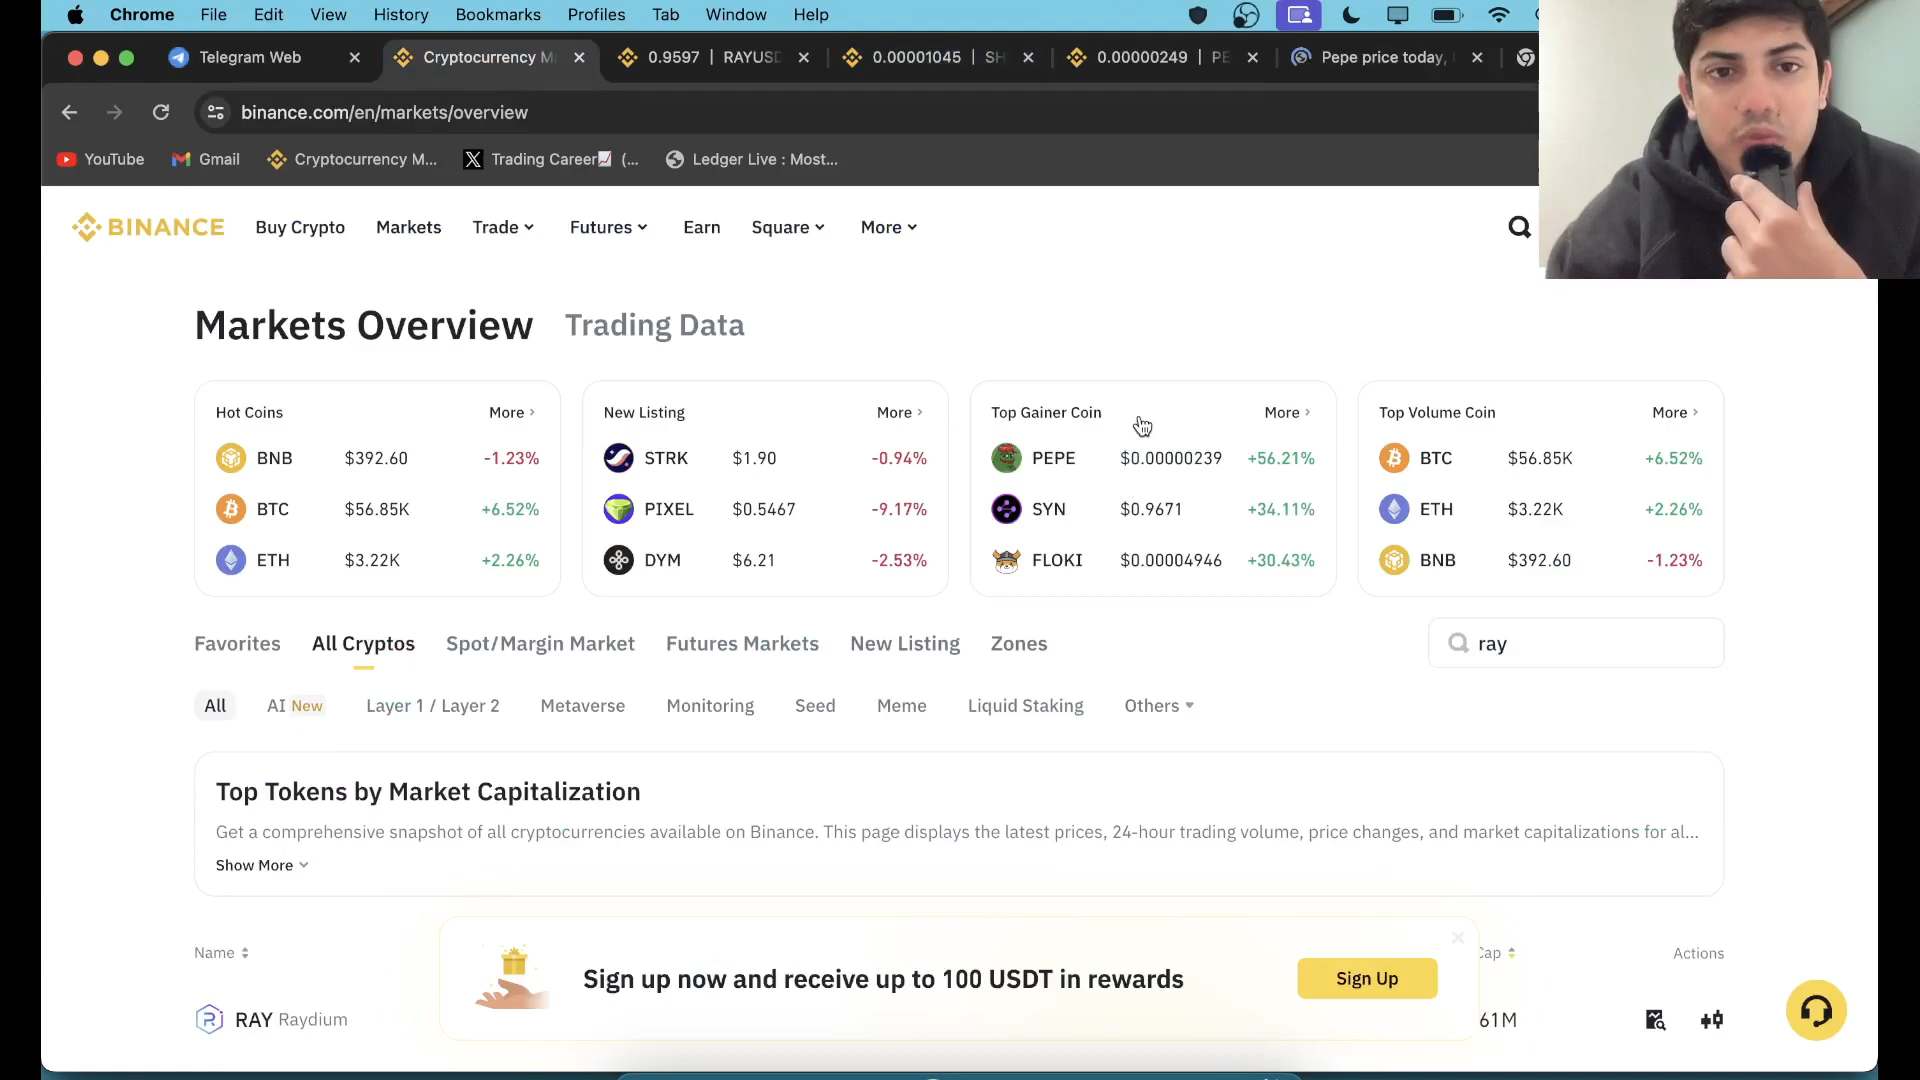 Chrome File Edit View History Bookmarks Profiles Tab Window Help
Telegram Web Cryptocurrency Ma 0.9597 | RAYUSD 0.00001045 | SH 0.00000249 | PE Pepe price today,
binance.com/en/markets/overview
YouTube Gmail Cryptocurrency M... Trading Career📈 (... Ledger Live : Most...
BINANCE Buy Crypto Markets Trade Futures Earn Square More
Markets Overview Trading Data
Hot Coins More
BNB $392.60 -1.23%
BTC $56.85K +6.52%
ETH $3.22K +2.26%
New Listing More
STRK $1.90 -0.94%
PIXEL $0.5467 -9.17%
DYM $6.21 -2.53%
Top Gainer Coin More
PEPE $0.00000239 +56.21%
SYN $0.9671 +34.11%
FLOKI $0.00004946 +30.43%
Top Volume Coin More
BTC $56.85K +6.52%
ETH $3.22K +2.26%
BNB $392.60 -1.23%
Favorites All Cryptos Spot/Margin Market Futures Markets New Listing Zones ray
All AI New Layer 1 / Layer 2 Metaverse Monitoring Seed Meme Liquid Staking Others
Top Tokens by Market Capitalization
Get a comprehensive snapshot of all cryptocurrencies available on Binance. This page displays the latest prices, 24-hour trading volume, price changes, and market capitalizations for al...
Show More
Name Cap Actions
Sign up now and receive up to 100 USDT in rewards Sign Up
RAY Raydium 61M